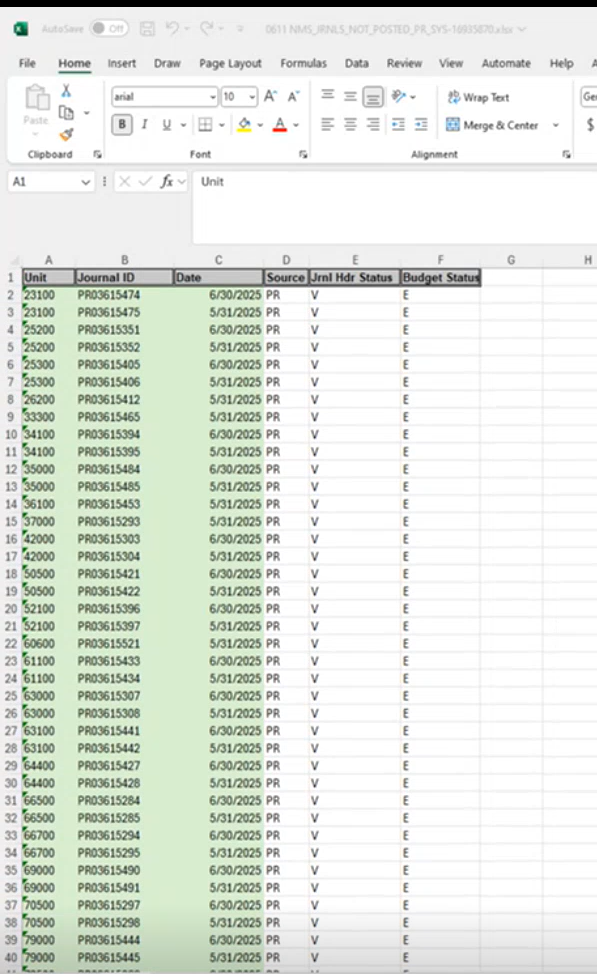 AutoSave Off 0611 NMS_JRNLS_NOT_POSTED_PR_SYS-16935870.xlsx
File Home Insert Draw Page Layout Formulas Data Review View Automate Help
Paste arial 10 A A Wrap Text Ge
B I U A Merge & Center $
Clipboard Font Alignment
A1 fx Unit
A B C D E F G H
1 Unit Journal ID Date Source Jrnl Hdr Status Budget Status
2 23100 PR03615474 6/30/2025 PR V E
3 23100 PR03615475 5/31/2025 PR V E
4 25200 PR03615351 6/30/2025 PR V E
5 25200 PR03615352 5/31/2025 PR V E
6 25300 PR03615405 6/30/2025 PR V E
7 25300 PR03615406 5/31/2025 PR V E
8 26200 PR03615412 5/31/2025 PR V E
9 33300 PR03615465 5/31/2025 PR V E
10 34100 PR03615394 6/30/2025 PR V E
11 34100 PR03615395 5/31/2025 PR V E
12 35000 PR03615484 6/30/2025 PR V E
13 35000 PR03615485 5/31/2025 PR V E
14 36100 PR03615453 5/31/2025 PR V E
15 37000 PR03615293 5/31/2025 PR V E
16 42000 PR03615303 6/30/2025 PR V E
17 42000 PR03615304 5/31/2025 PR V E
18 50500 PR03615421 6/30/2025 PR V E
19 50500 PR03615422 5/31/2025 PR V E
20 52100 PR03615396 6/30/2025 PR V E
21 52100 PR03615397 5/31/2025 PR V E
22 60600 PR03615521 5/31/2025 PR V E
23 61100 PR03615433 6/30/2025 PR V E
24 61100 PR03615434 5/31/2025 PR V E
25 63000 PR03615307 6/30/2025 PR V E
26 63000 PR03615308 5/31/2025 PR V E
27 63100 PR03615441 6/30/2025 PR V E
28 63100 PR03615442 5/31/2025 PR V E
29 64400 PR03615427 6/30/2025 PR V E
30 64400 PR03615428 5/31/2025 PR V E
31 66500 PR03615284 6/30/2025 PR V E
32 66500 PR03615285 5/31/2025 PR V E
33 66700 PR03615294 6/30/2025 PR V E
34 66700 PR03615295 5/31/2025 PR V E
35 69000 PR03615490 6/30/2025 PR V E
36 69000 PR03615491 5/31/2025 PR V E
37 70500 PR03615297 6/30/2025 PR V E
38 70500 PR03615298 5/31/2025 PR V E
39 79000 PR03615444 6/30/2025 PR V E
40 79000 PR03615445 5/31/2025 PR V E